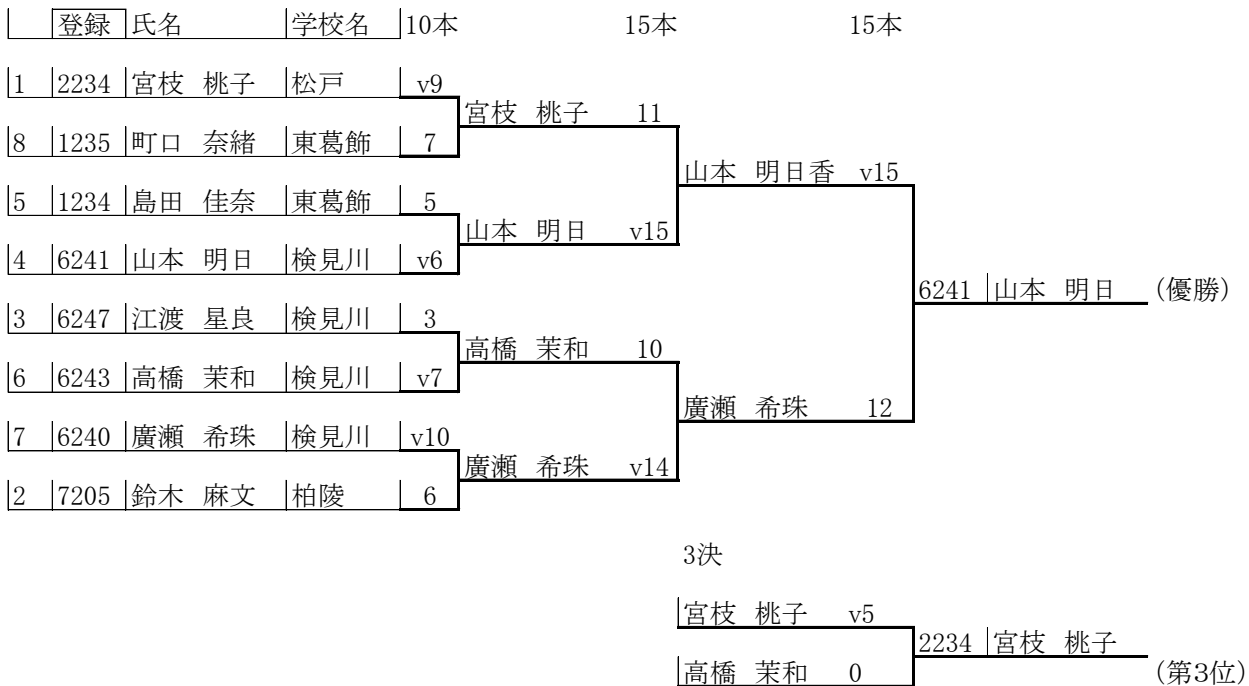 登録 氏名 学校名 10本 15本 15本
1 2234 宮枝 桃子 松戸 v9
宮枝 桃子 11
8 1235 町口 奈緒 東葛飾 7
山本 明日香 v15
5 1234 島田 佳奈 東葛飾 5
山本 明日 v15
4 6241 山本 明日 検見川 v6
6241 山本 明日 (優勝)
3 6247 江渡 星良 検見川 3
高橋 茉和 10
6 6243 高橋 茉和 検見川 v7
廣瀬 希珠 12
7 6240 廣瀬 希珠 検見川 v10
廣瀬 希珠 v14
2 7205 鈴木 麻文 柏陵 6
3決
宮枝 桃子 v5
2234 宮枝 桃子
高橋 茉和 0 (第3位)